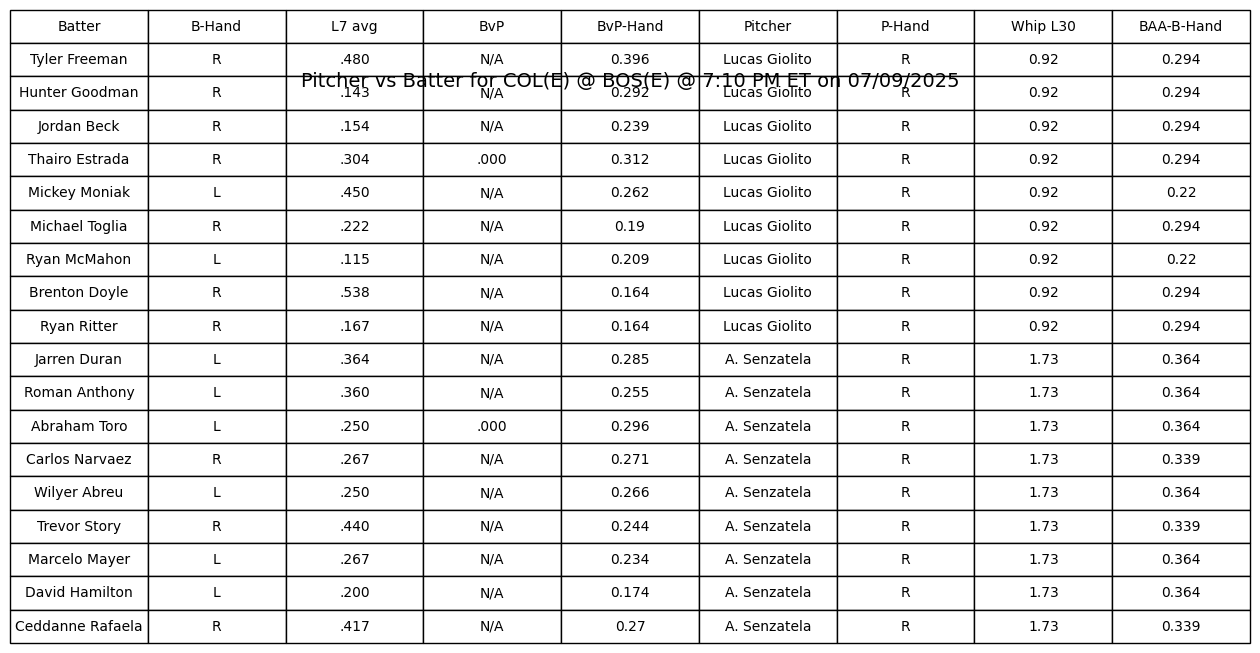 Batter B-Hand L7 avg BvP BvP-Hand Pitcher P-Hand Whip L30 BAA-B-Hand
Tyler Freeman R .480 N/A 0.396 Lucas Giolito R 0.92 0.294
Pitcher vs Batter for COL(E) @ BOS(E) @ 7:10 PM ET on 07/09/2025
Hunter Goodman R .143 N/A 0.292 Lucas Giolito R 0.92 0.294
Jordan Beck R .154 N/A 0.239 Lucas Giolito R 0.92 0.294
Thairo Estrada R .304 .000 0.312 Lucas Giolito R 0.92 0.294
Mickey Moniak L .450 N/A 0.262 Lucas Giolito R 0.92 0.22
Michael Toglia R .222 N/A 0.19 Lucas Giolito R 0.92 0.294
Ryan McMahon L .115 N/A 0.209 Lucas Giolito R 0.92 0.22
Brenton Doyle R .538 N/A 0.164 Lucas Giolito R 0.92 0.294
Ryan Ritter R .167 N/A 0.164 Lucas Giolito R 0.92 0.294
Jarren Duran L .364 N/A 0.285 A. Senzatela R 1.73 0.364
Roman Anthony L .360 N/A 0.255 A. Senzatela R 1.73 0.364
Abraham Toro L .250 .000 0.296 A. Senzatela R 1.73 0.364
Carlos Narvaez R .267 N/A 0.271 A. Senzatela R 1.73 0.339
Wilyer Abreu L .250 N/A 0.266 A. Senzatela R 1.73 0.364
Trevor Story R .440 N/A 0.244 A. Senzatela R 1.73 0.339
Marcelo Mayer L .267 N/A 0.234 A. Senzatela R 1.73 0.364
David Hamilton L .200 N/A 0.174 A. Senzatela R 1.73 0.364
Ceddanne Rafaela R .417 N/A 0.27 A. Senzatela R 1.73 0.339